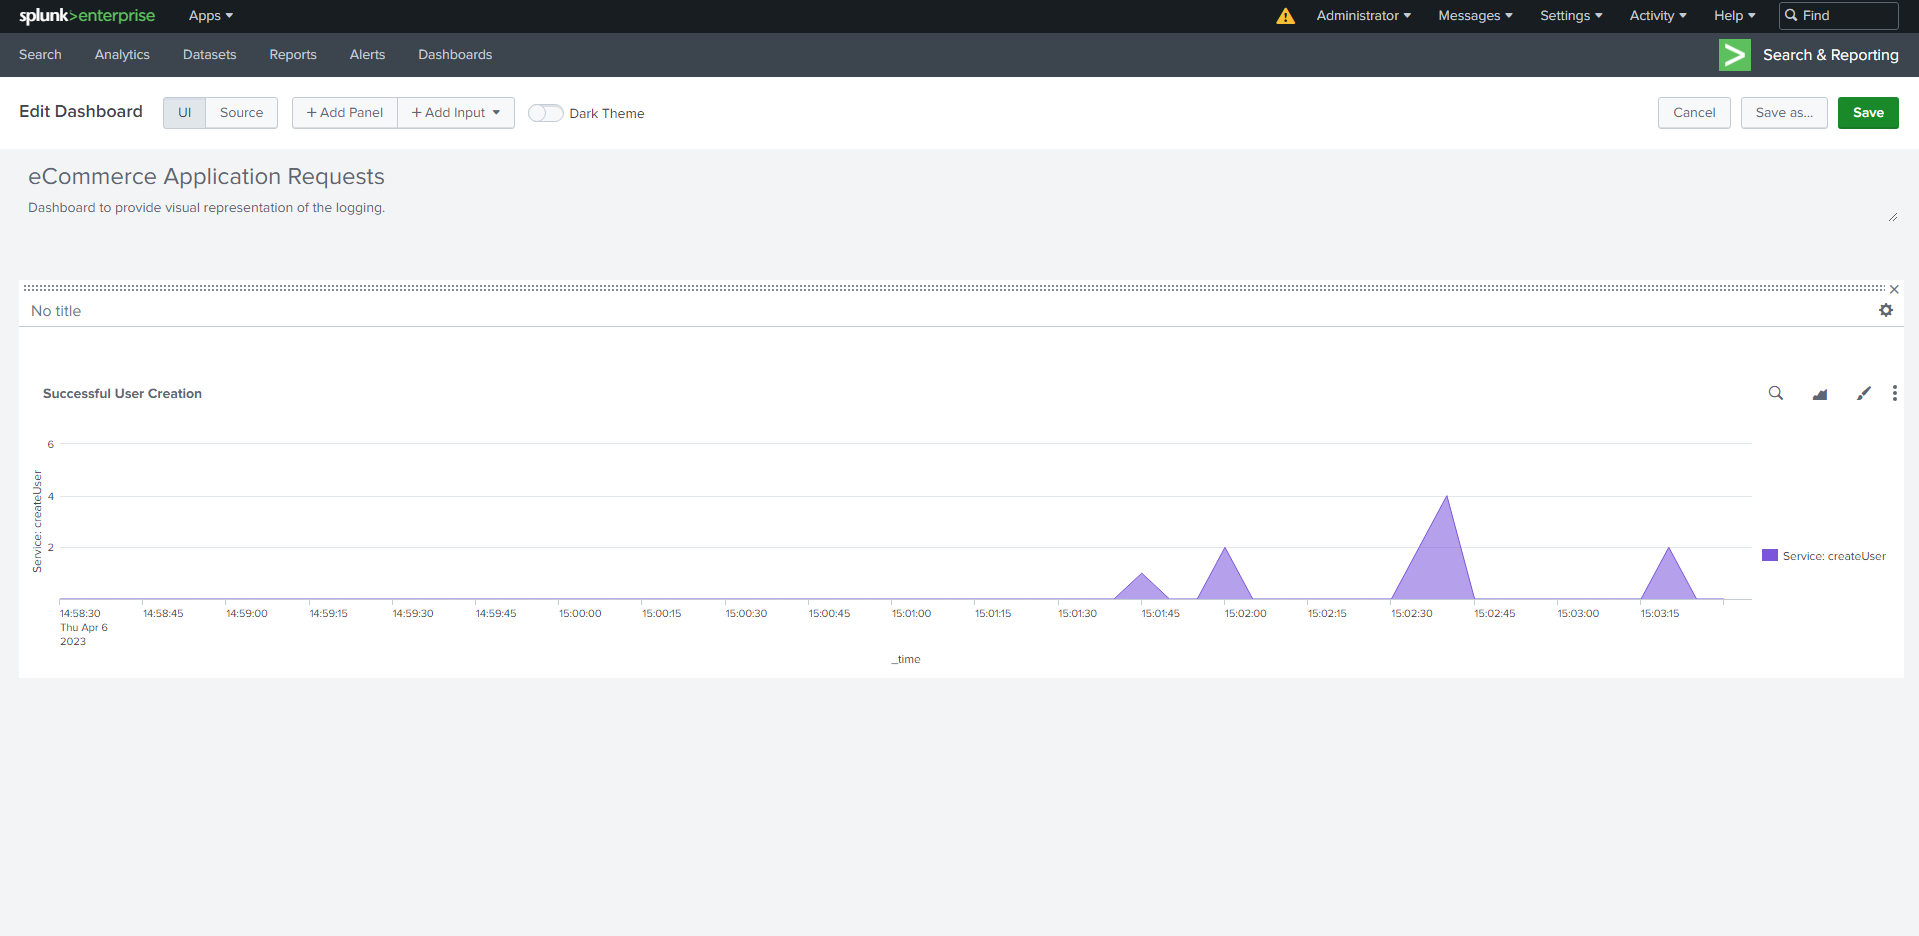 splunk>enterprise Apps Administrator Messages Settings Activity Help Find
Search Analytics Datasets Reports Alerts Dashboards Search & Reporting
Edit Dashboard UI Source + Add Panel + Add Input Dark Theme Cancel Save as... Save
eCommerce Application Requests
Dashboard to provide visual representation of the logging.
No title
Successful User Creation
6
4
2
Service: createUser
Service: createUser
14:58:30 14:58:45 14:59:00 14:59:15 14:59:30 14:59:45 15:00:00 15:00:15 15:00:30 15:00:45 15:01:00 15:01:15 15:01:30 15:01:45 15:02:00 15:02:15 15:02:30 15:02:45 15:03:00 15:03:15
Thu Apr 6
2023
_time